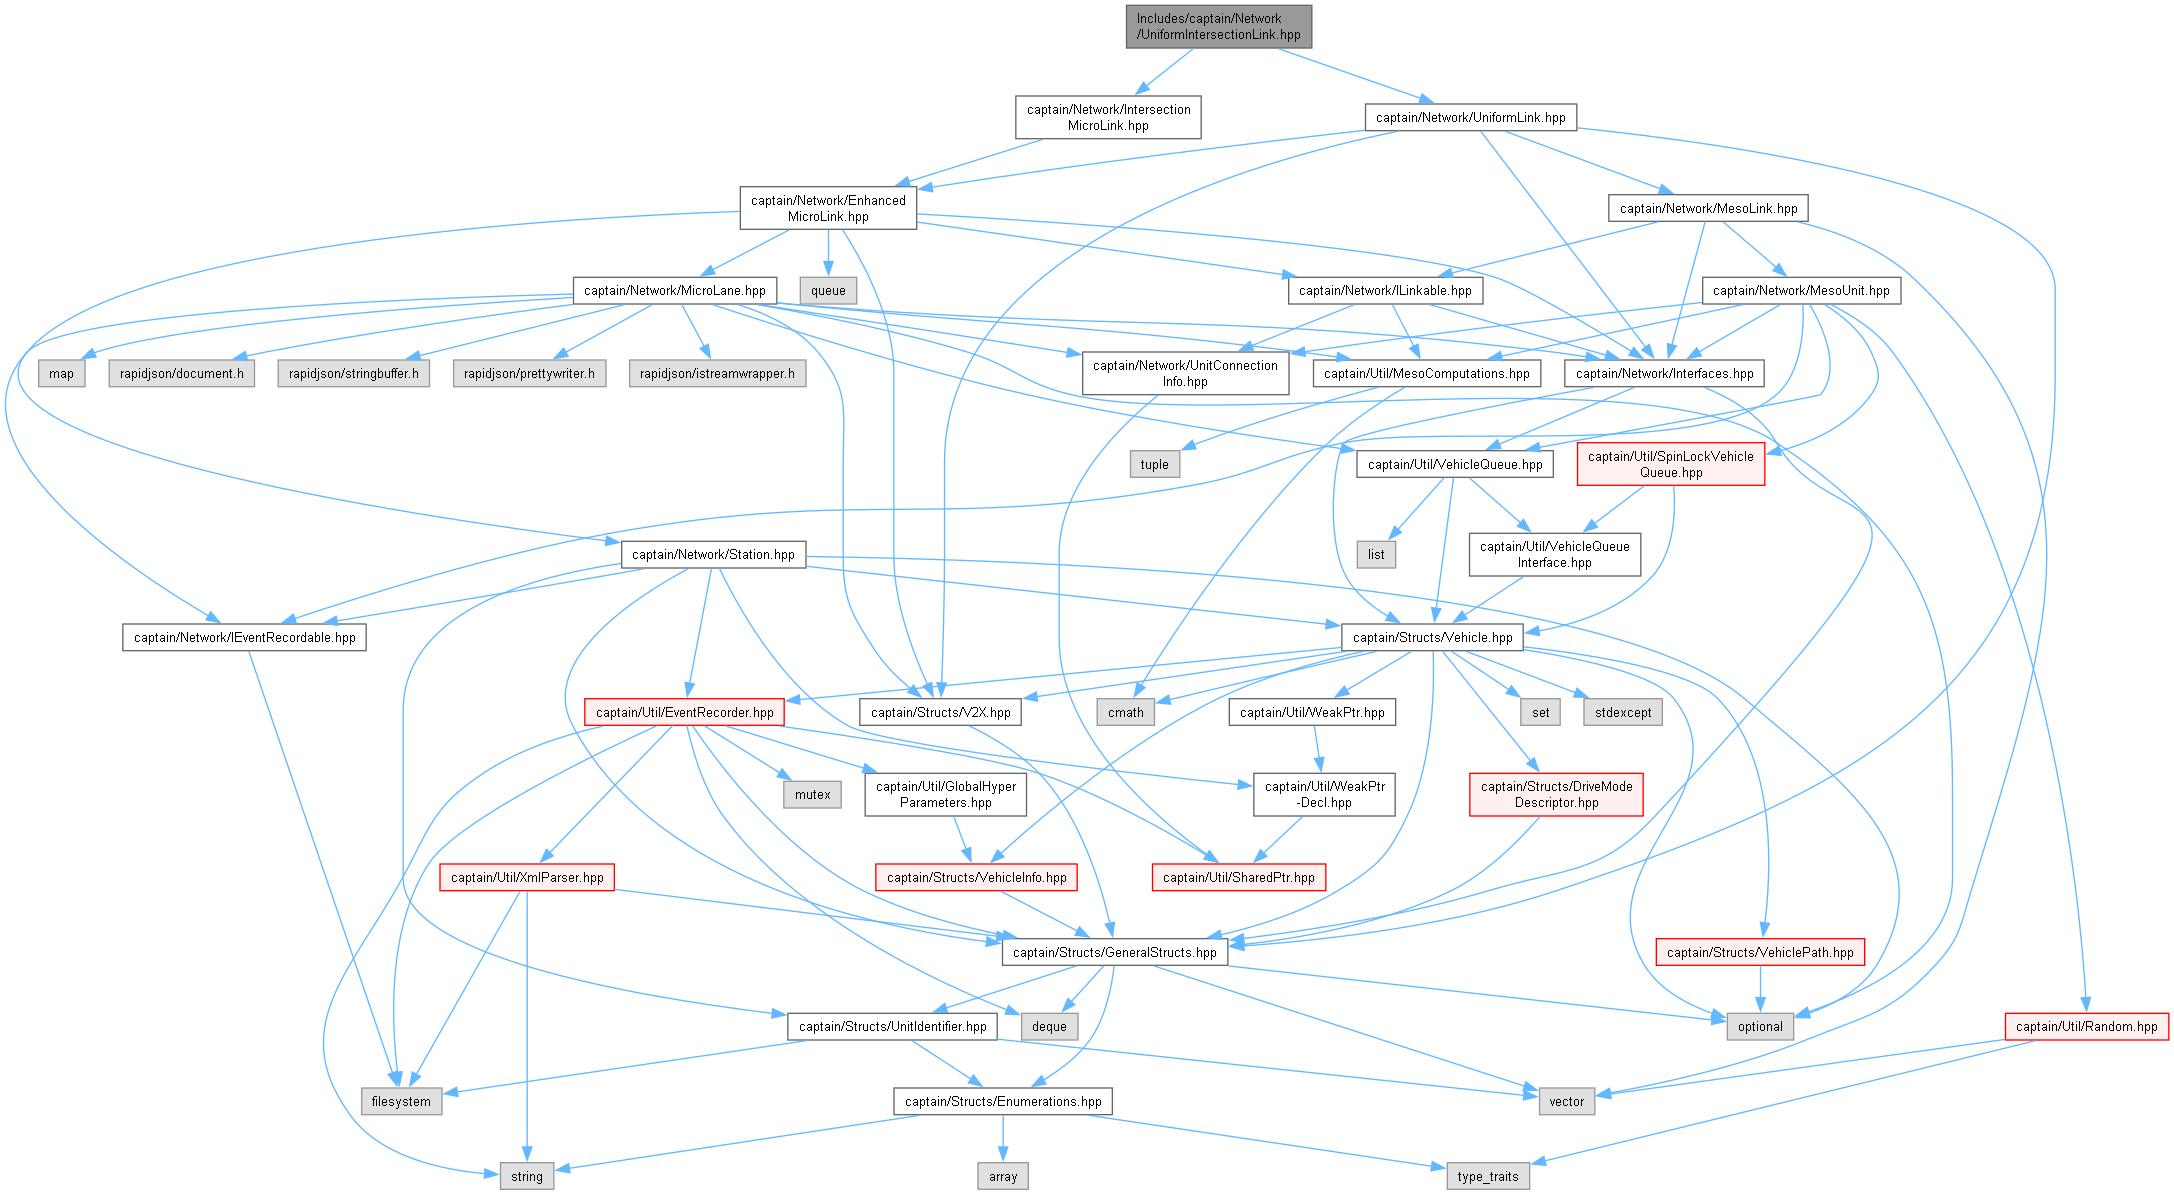 Includes/captain/Network
/UniformIntersectionLink.hpp
captain/Network/Intersection
MicroLink.hpp
captain/Network/UniformLink.hpp
captain/Network/Enhanced
MicroLink.hpp
captain/Network/MesoLink.hpp
captain/Network/MicroLane.hpp
queue
captain/Network/ILinkable.hpp
captain/Network/MesoUnit.hpp
map
rapidjson/document.h
rapidjson/stringbuffer.h
rapidjson/prettywriter.h
rapidjson/istreamwrapper.h
captain/Network/UnitConnection
Info.hpp
captain/Util/MesoComputations.hpp
captain/Network/Interfaces.hpp
tuple
captain/Util/VehicleQueue.hpp
captain/Util/SpinLockVehicle
Queue.hpp
captain/Network/Station.hpp
list
captain/Util/VehicleQueue
Interface.hpp
captain/Network/IEventRecordable.hpp
captain/Structs/Vehicle.hpp
captain/Util/EventRecorder.hpp
captain/Structs/V2X.hpp
cmath
captain/Util/WeakPtr.hpp
set
stdexcept
mutex
captain/Util/GlobalHyper
Parameters.hpp
captain/Util/WeakPtr
-Decl.hpp
captain/Structs/DriveMode
Descriptor.hpp
captain/Util/XmlParser.hpp
captain/Structs/VehicleInfo.hpp
captain/Util/SharedPtr.hpp
captain/Structs/GeneralStructs.hpp
captain/Structs/VehiclePath.hpp
captain/Structs/UnitIdentifier.hpp
deque
optional
captain/Util/Random.hpp
filesystem
captain/Structs/Enumerations.hpp
vector
string
array
type_traits